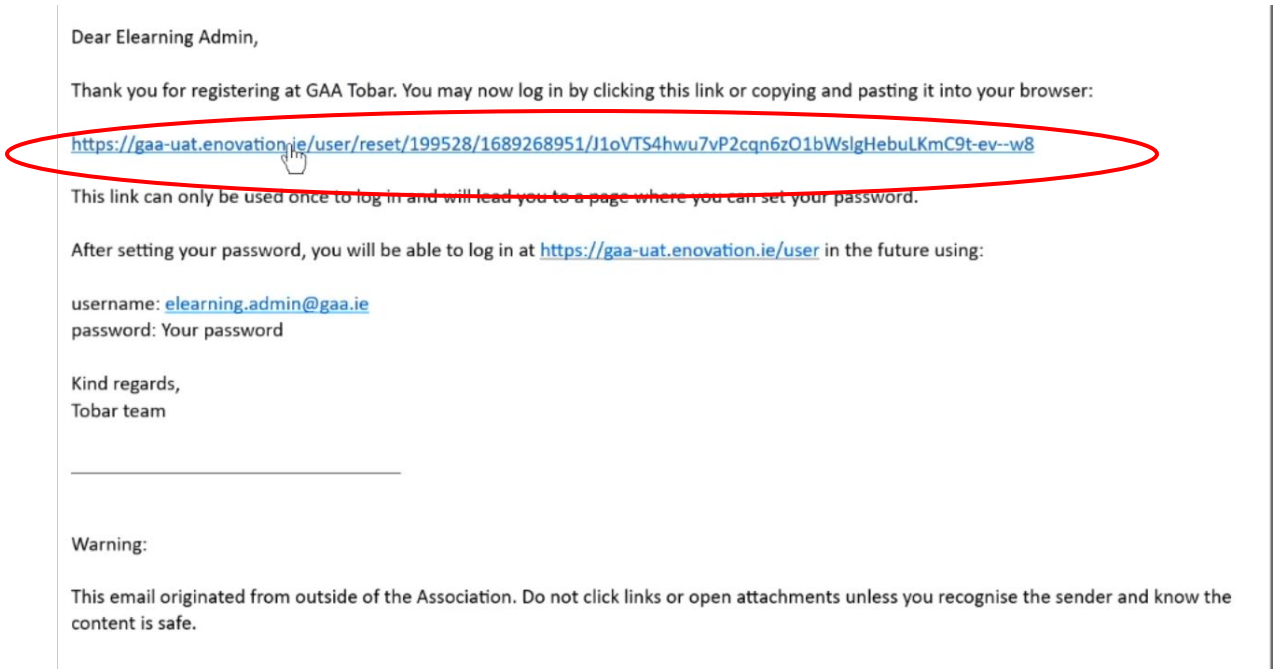 Dear Elearning Admin,
Thank you for registering at GAA Tobar. You may now log in by clicking this link or copying and pasting it into your browser:
https://gaa-uat.enovation.ie/user/reset/199528/1689268951/J1oVTS4hwu7vP2cqn6zO1bWslgHebuLKmC9t-ev--w8
This link can only be used once to log in and will lead you to a page where you can set your password.
After setting your password, you will be able to log in at https://gaa-uat.enovation.ie/user in the future using:
username: elearning.admin@gaa.ie
password: Your password
Kind regards,
Tobar team
Warning:
This email originated from outside of the Association. Do not click links or open attachments unless you recognise the sender and know the
content is safe.